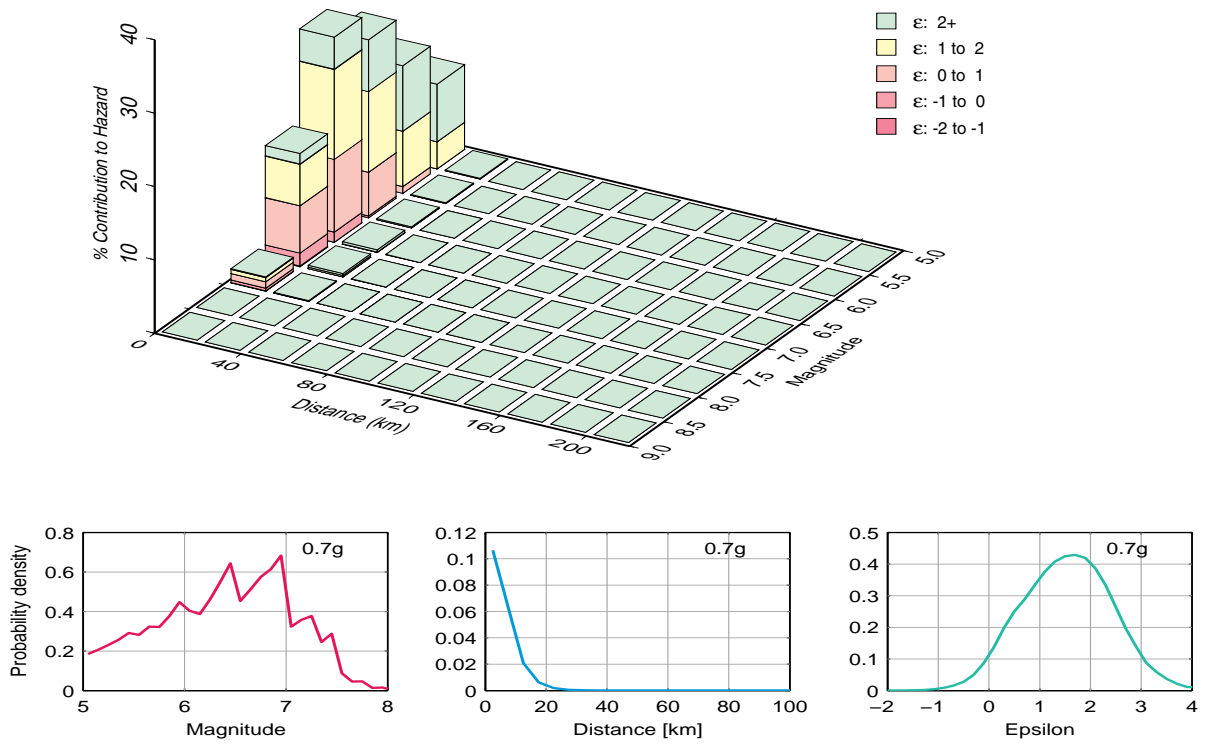 % Contribution to Hazard
40
30
20
10
0
40
80
120
160
200
Distance (km)
5.0
5.5
6.0
6.5
7.0
7.5
8.0
8.5
9.0
Magnitude
ε: 2+
ε: 1 to 2
ε: 0 to 1
ε: -1 to 0
ε: -2 to -1
Probability density
0.8
0.6
0.4
0.2
0
0.7g
5 6 7 8
Magnitude
0.12
0.1
0.08
0.06
0.04
0.02
0
0.7g
0 20 40 60 80 100
Distance [km]
0.5
0.4
0.3
0.2
0.1
0
0.7g
−2 −1 0 1 2 3 4
Epsilon